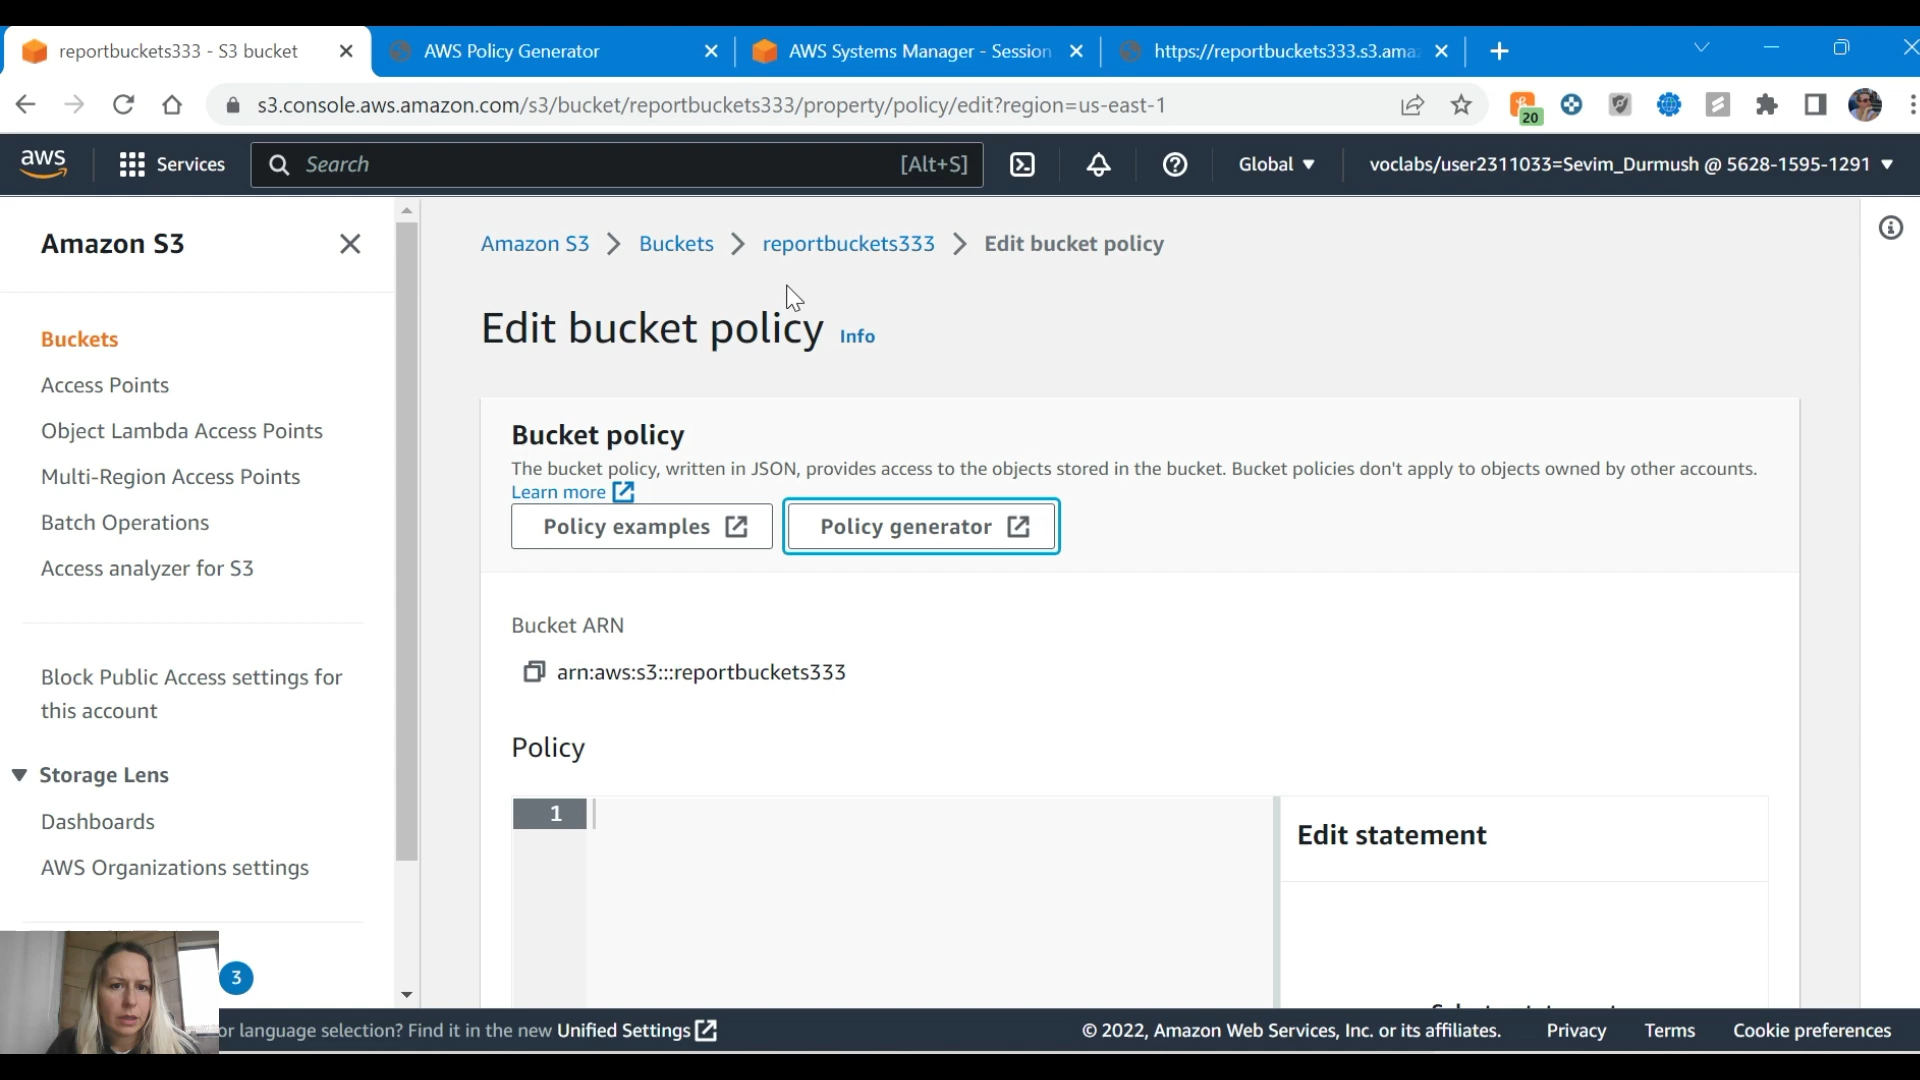 reportbuckets333 - S3 bucket
AWS Policy Generator
AWS Systems Manager - Session
https://reportbuckets333.s3.ama
s3.console.aws.amazon.com/s3/bucket/reportbuckets333/property/policy/edit?region=us-east-1
20
aws
Services
Search
[Alt+S]
Global
voclabs/user2311033=Sevim_Durmush @ 5628-1595-1291
Amazon S3
Buckets
Access Points
Object Lambda Access Points
Multi-Region Access Points
Batch Operations
Access analyzer for S3
Block Public Access settings for
this account
Storage Lens
Dashboards
AWS Organizations settings
3
Amazon S3 > Buckets > reportbuckets333 > Edit bucket policy
Edit bucket policy Info
Bucket policy
The bucket policy, written in JSON, provides access to the objects stored in the bucket. Bucket policies don't apply to objects owned by other accounts.
Learn more
Policy examples
Policy generator
Bucket ARN
arn:aws:s3:::reportbuckets333
Policy
1
Edit statement
or language selection? Find it in the new Unified Settings
© 2022, Amazon Web Services, Inc. or its affiliates.
Privacy
Terms
Cookie preferences